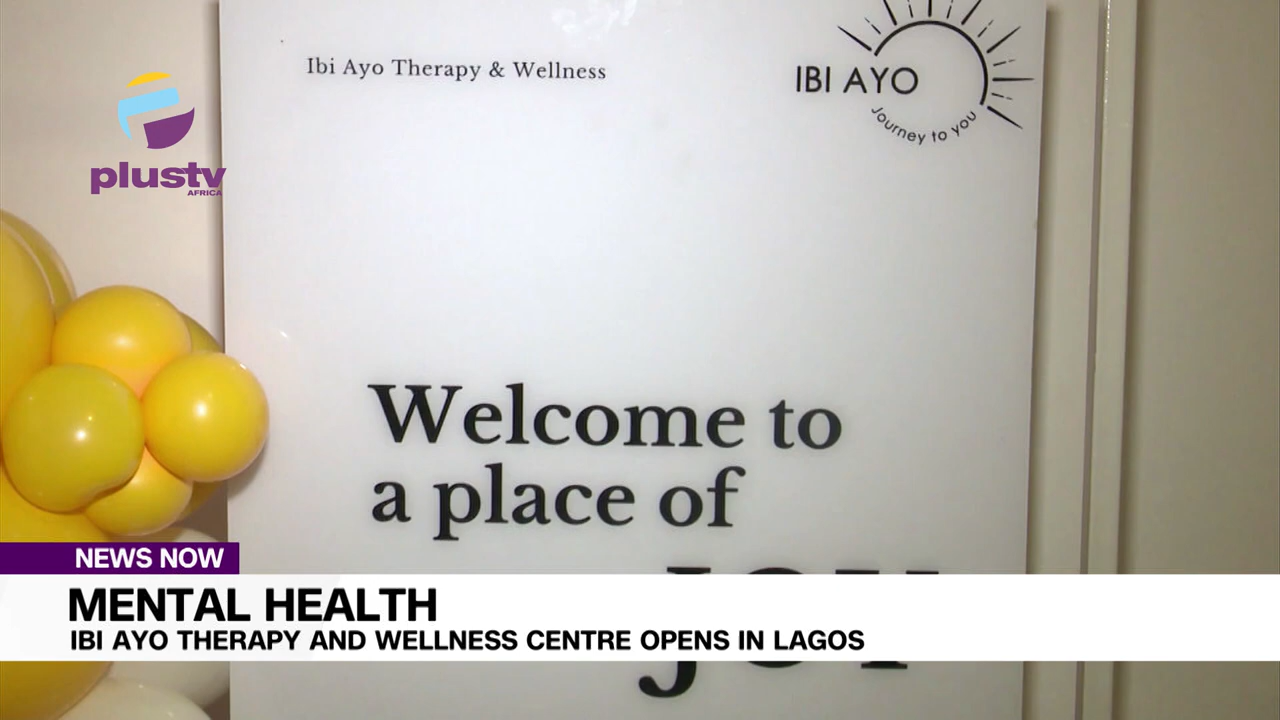 Ibi Ayo Therapy & Wellness
IBI AYO
Journey to you
plustv
AFRICA
Welcome to
a place of
JOY
NEWS NOW
MENTAL HEALTH
IBI AYO THERAPY AND WELLNESS CENTRE OPENS IN LAGOS